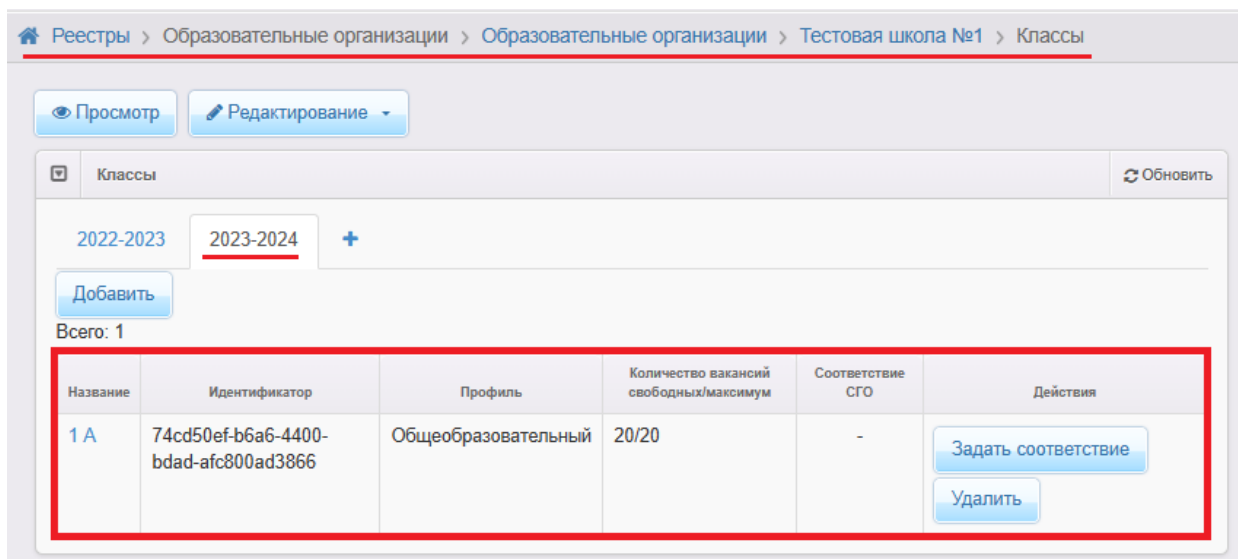 Реестры > Образовательные организации > Образовательные организации > Тестовая школа №1 > Классы
Просмотр Редактирование
Классы Обновить
2022-2023 2023-2024 +
Добавить
Всего: 1
Название Идентификатор Профиль Количество вакансий свободных/максимум Соответствие СГО Действия
1 А 74cd50ef-b6a6-4400- Общеобразовательный 20/20 - Задать соответствие
bdad-afc800ad3866
Удалить